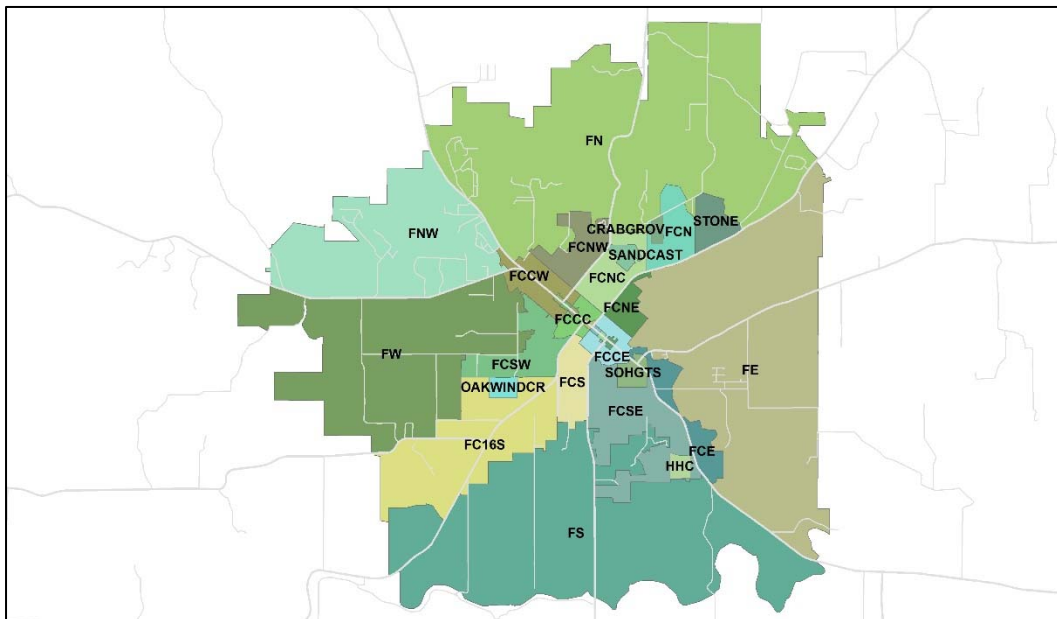 FN
CRABGROV
STONE
FCN
FNW
FCNW
SANDCAST
FCCW
FCNC
FCNE
FCCC
FCCE
FW
FCSW
SOHGTS
FE
OAKWINDCR
FCS
FCSE
FC16S
FCE
HHC
FS